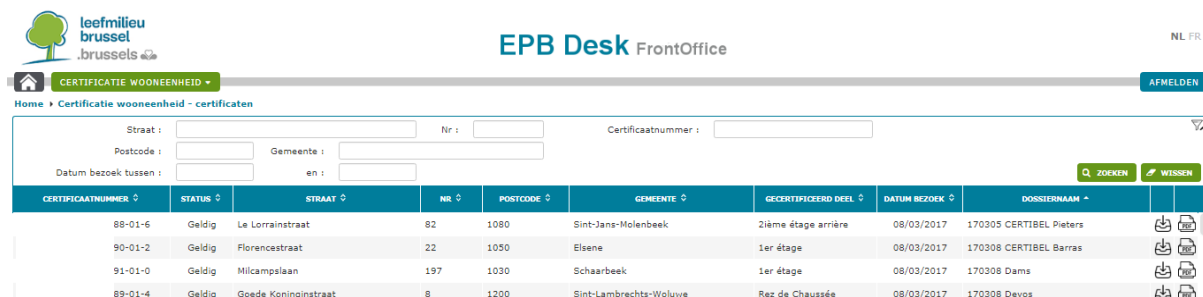 leefmilieu
brussel
.brussels
EPB Desk FrontOffice
NL FR
CERTIFICATIE WOONEENHEID
AFMELDEN
Home Certificatie wooneenheid - certificaten
Straat : Nr : Certificaatnummer :
Postcode : Gemeente :
Datum bezoek tussen : en : ZOEKEN WISSEN
CERTIFICAATNUMMER STATUS STRAAT NR POSTCODE GEMEENTE GECERTIFICEERD DEEL DATUM BEZOEK DOSSIERNAAM
88-01-6 Geldig Le Lorrainstraat 82 1080 Sint-Jans-Molenbeek 2ième étage arrière 08/03/2017 170305 CERTIBEL Pieters PDF
90-01-2 Geldig Florencestraat 22 1050 Elsene 1er étage 08/03/2017 170308 CERTIBEL Barras PDF
91-01-0 Geldig Milcampslaan 197 1030 Schaarbeek 1er étage 08/03/2017 170308 Dams PDF
89-01-4 Geldig Goede Koninginstraat 8 1200 Sint-Lambrechts-Woluwe Rez de Chaussée 08/03/2017 170308 Devos PDF